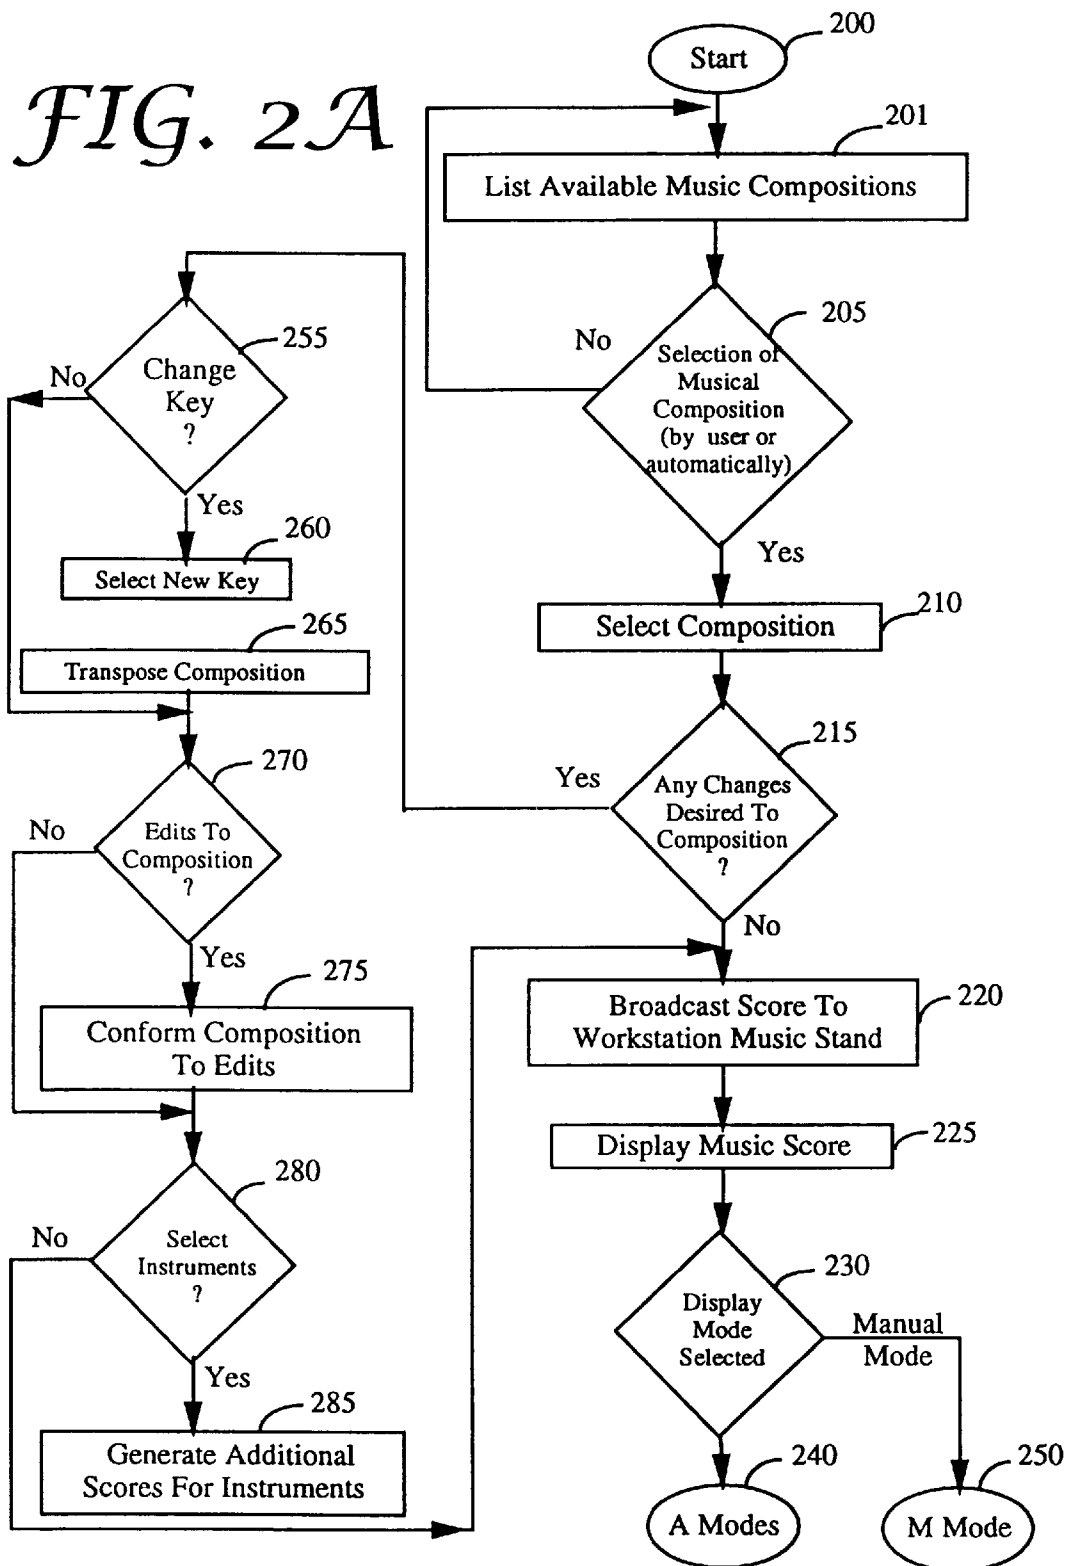 FIG. 2A
200
Start
201
List Available Music Compositions
205
No
Selection of
Musical
Composition
(by user or
automatically)
Yes
210
Select Composition
215
Yes
Any Changes
Desired To
Composition
?
No
220
Broadcast Score To
Workstation Music Stand
225
Display Music Score
230
Display
Mode
Selected
Manual
Mode
240
A Modes
250
M Mode
255
No
Change
Key
?
Yes
260
Select New Key
265
Transpose Composition
270
No
Edits To
Composition
?
Yes
275
Conform Composition
To Edits
280
No
Select
Instruments
?
Yes
285
Generate Additional
Scores For Instruments